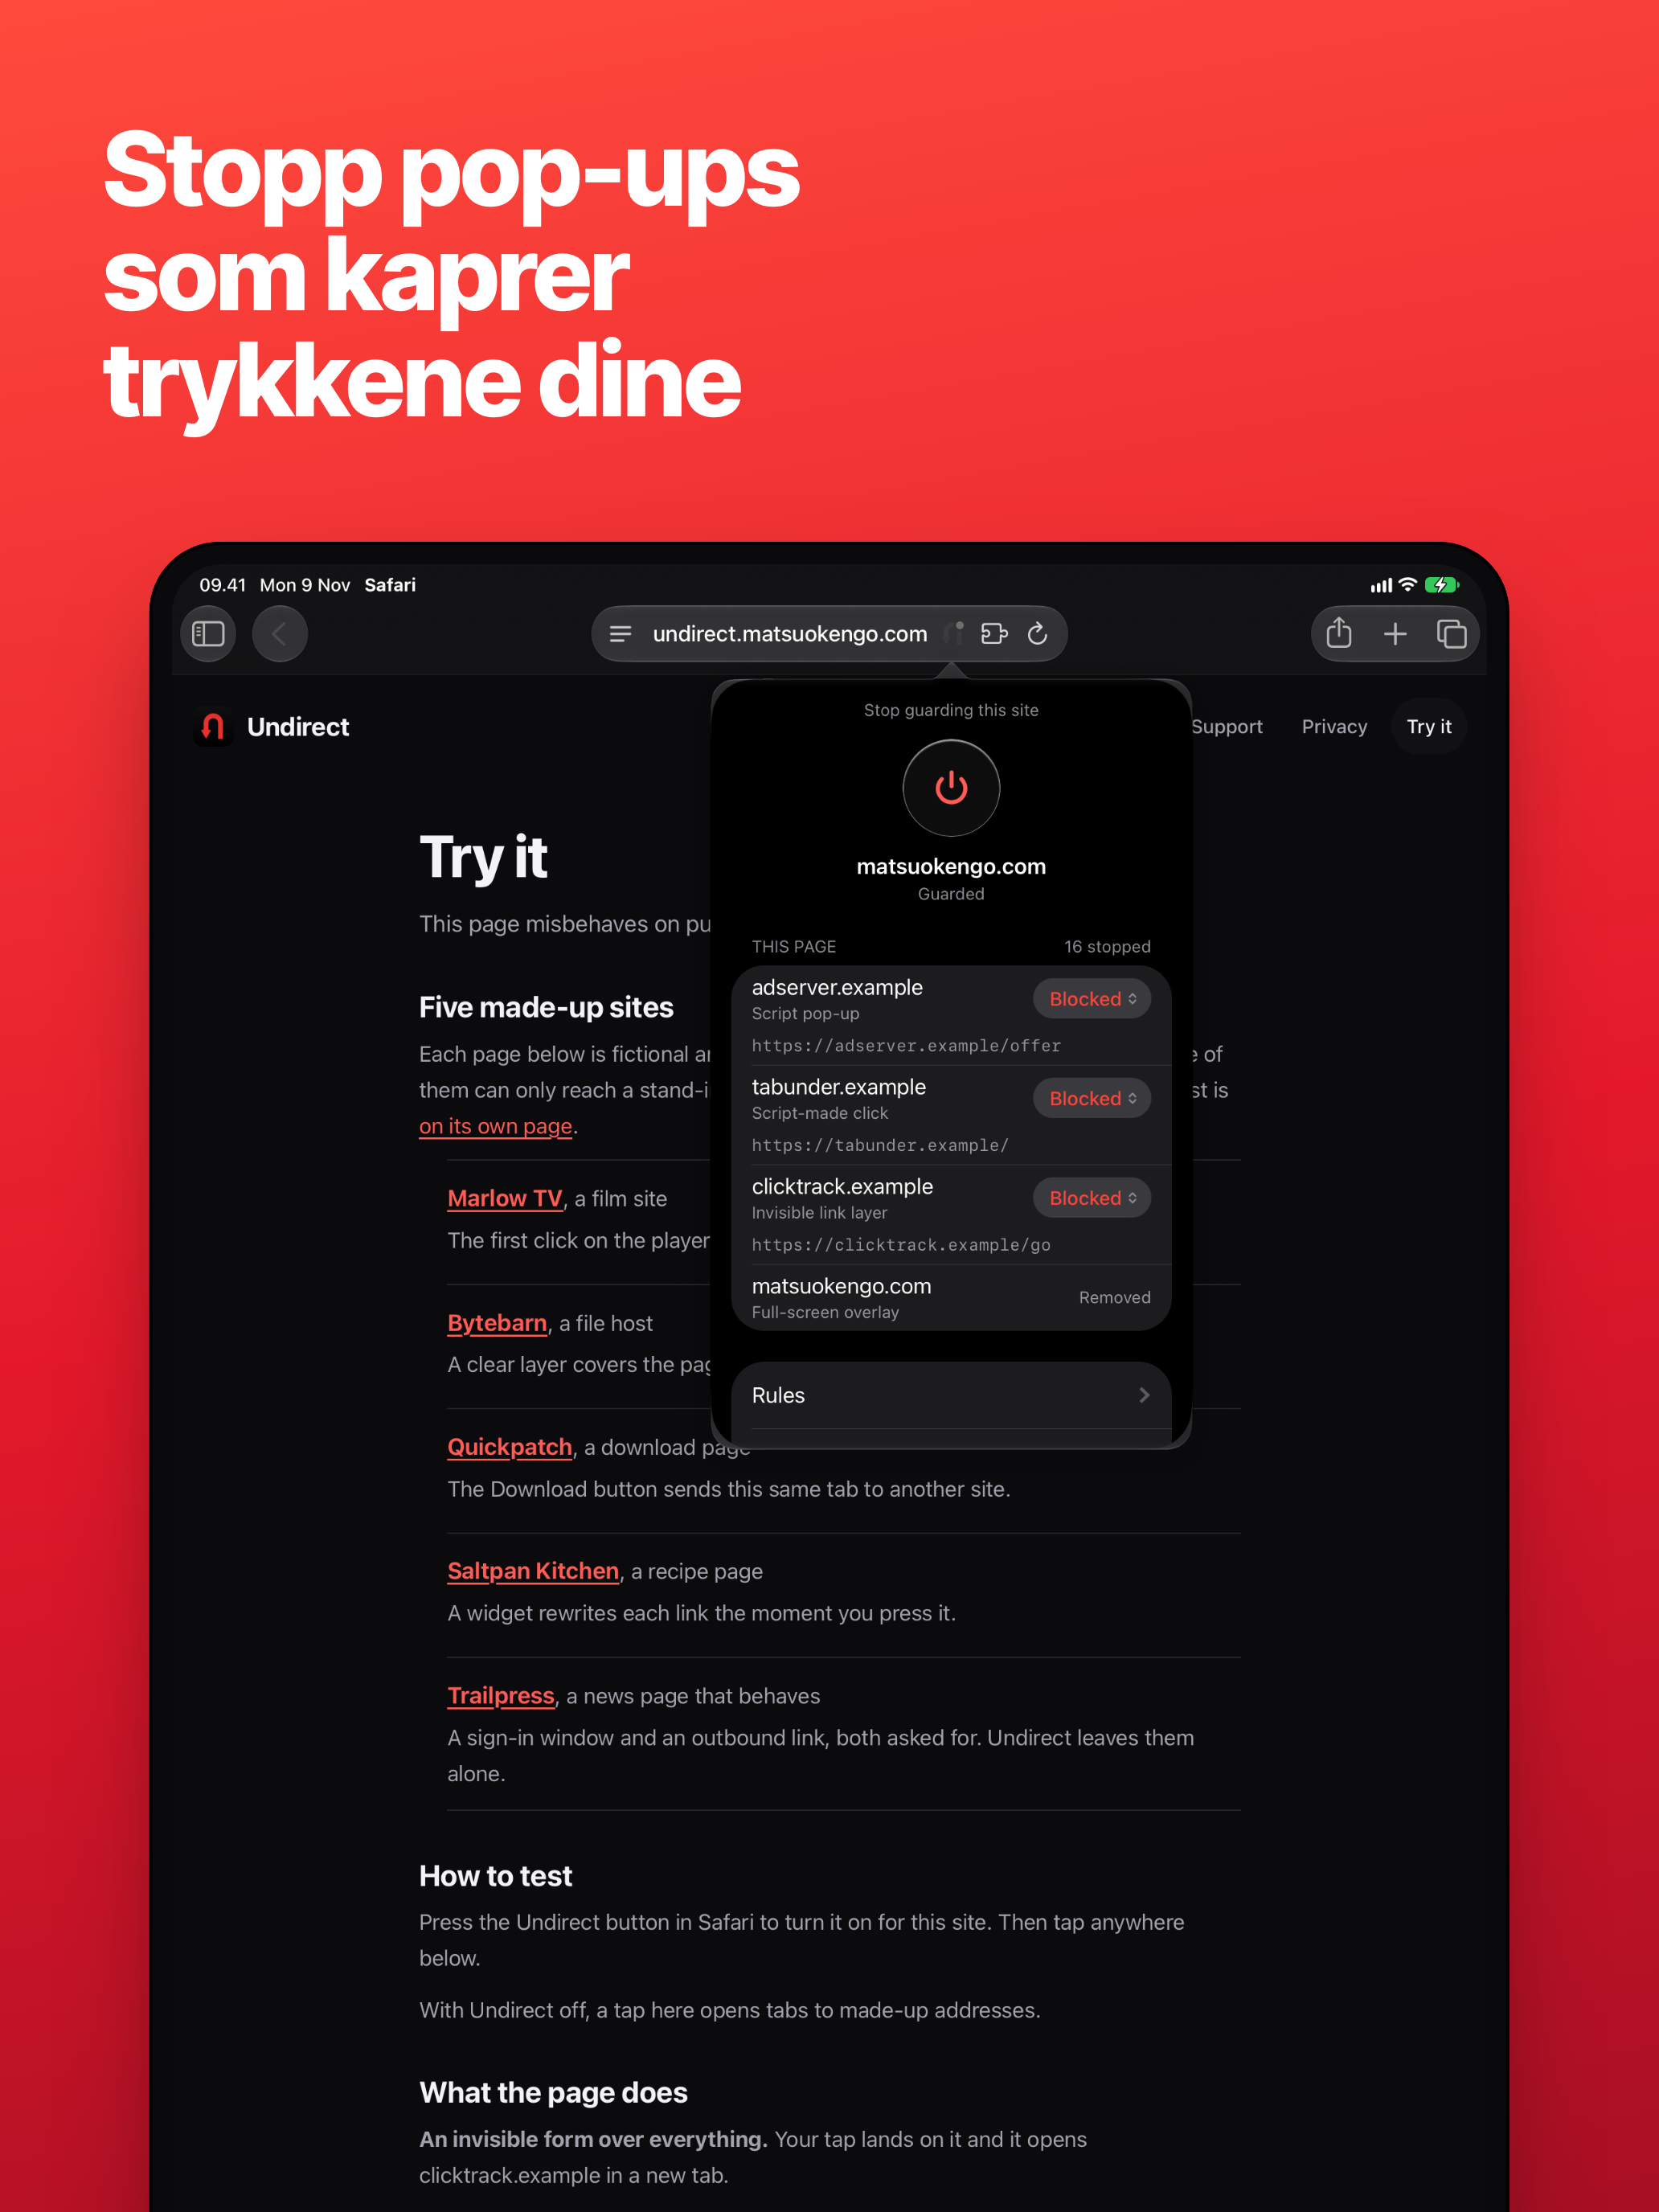 Stopp pop-ups
som kaprer
trykkene dine
09.41 Mon 9 Nov Safari
undirect.matsuokengo.com
Undirect
Support Privacy Try it
Stop guarding this site
matsuokengo.com
Guarded
THIS PAGE 16 stopped
adserver.example Blocked
Script pop-up
https://adserver.example/offer
tabunder.example Blocked
Script-made click
https://tabunder.example/
clicktrack.example Blocked
Invisible link layer
https://clicktrack.example/go
matsuokengo.com Removed
Full-screen overlay
Rules
Try it
This page misbehaves on
Five made-up sites
Each page below is fictional
of
them can only reach a
is
on its own page.
Marlow TV, a film site
The first click on the player
Bytebarn, a file host
A clear layer covers the
Quickpatch, a download page
The Download button sends this same tab to another site.
Saltpan Kitchen, a recipe page
A widget rewrites each link the moment you press it.
Trailpress, a news page that behaves
A sign-in window and an outbound link, both asked for. Undirect leaves them
alone.
How to test
Press the Undirect button in Safari to turn it on for this site. Then tap anywhere
below.
With Undirect off, a tap here opens tabs to made-up addresses.
What the page does
An invisible form over everything. Your tap lands on it and it opens
clicktrack.example in a new tab.